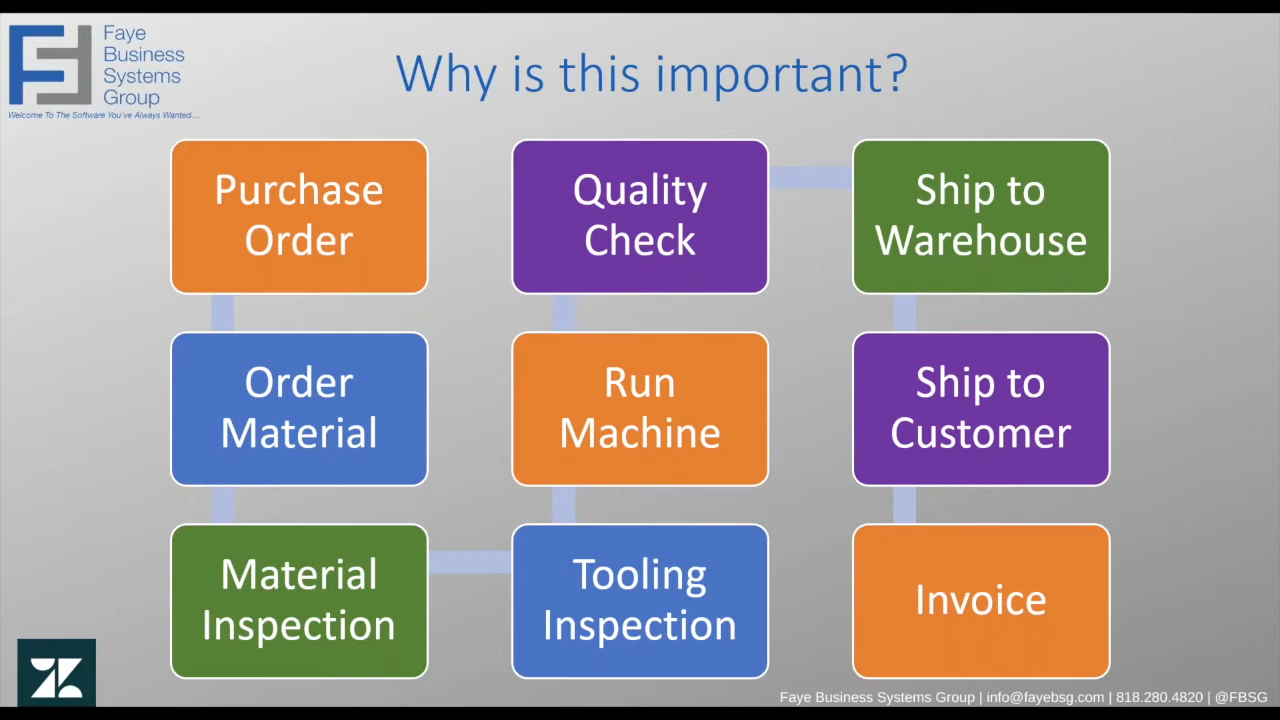 Faye
Business
Systems
Group
Welcome To The Software You've Always Wanted....
Why is this important?
Purchase
Order
Order
Material
Material
Inspection
Tooling
Inspection
Run
Machine
Quality
Check
Ship to
Warehouse
Ship to
Customer
Invoice
Faye Business Systems Group | info@fayebsg.com | 818.280.4820 | @FBSG